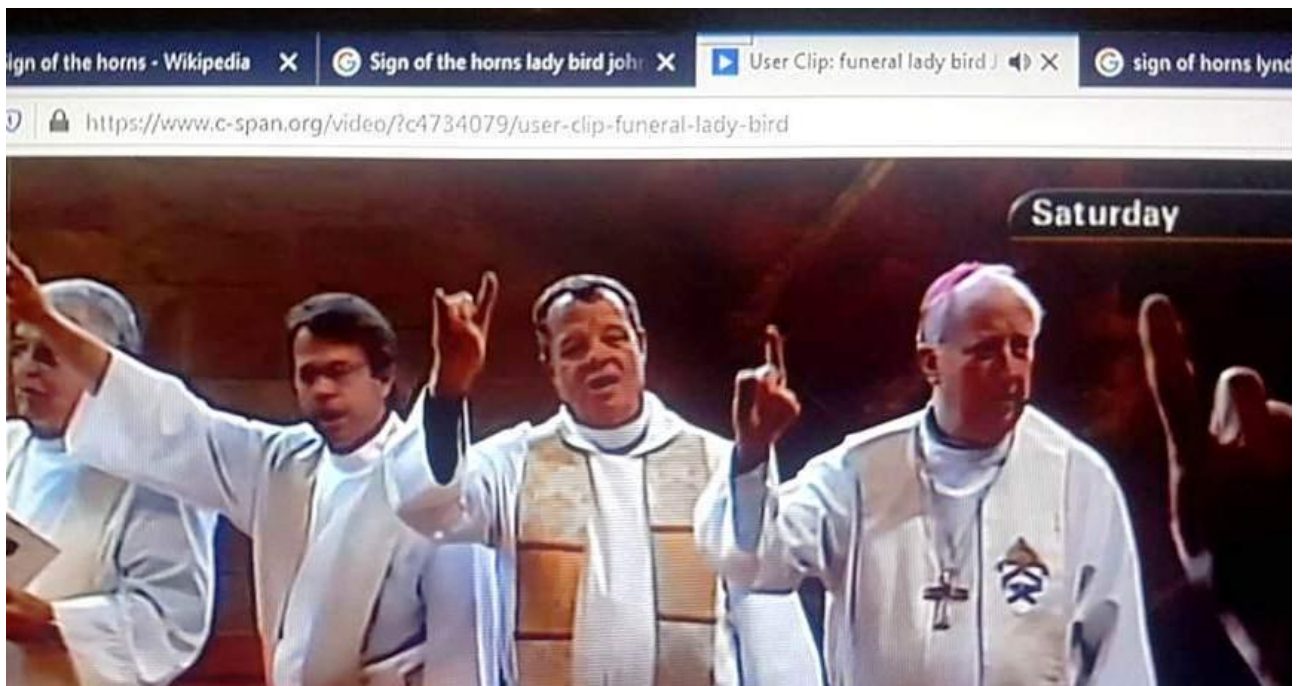 ign of the horns - Wikipedia
Sign of the horns lady bird joh
User Clip: funeral lady bird J
sign of horns lynd
https://www.c-span.org/video/?c4734079/user-clip-funeral-lady-bird
Saturday